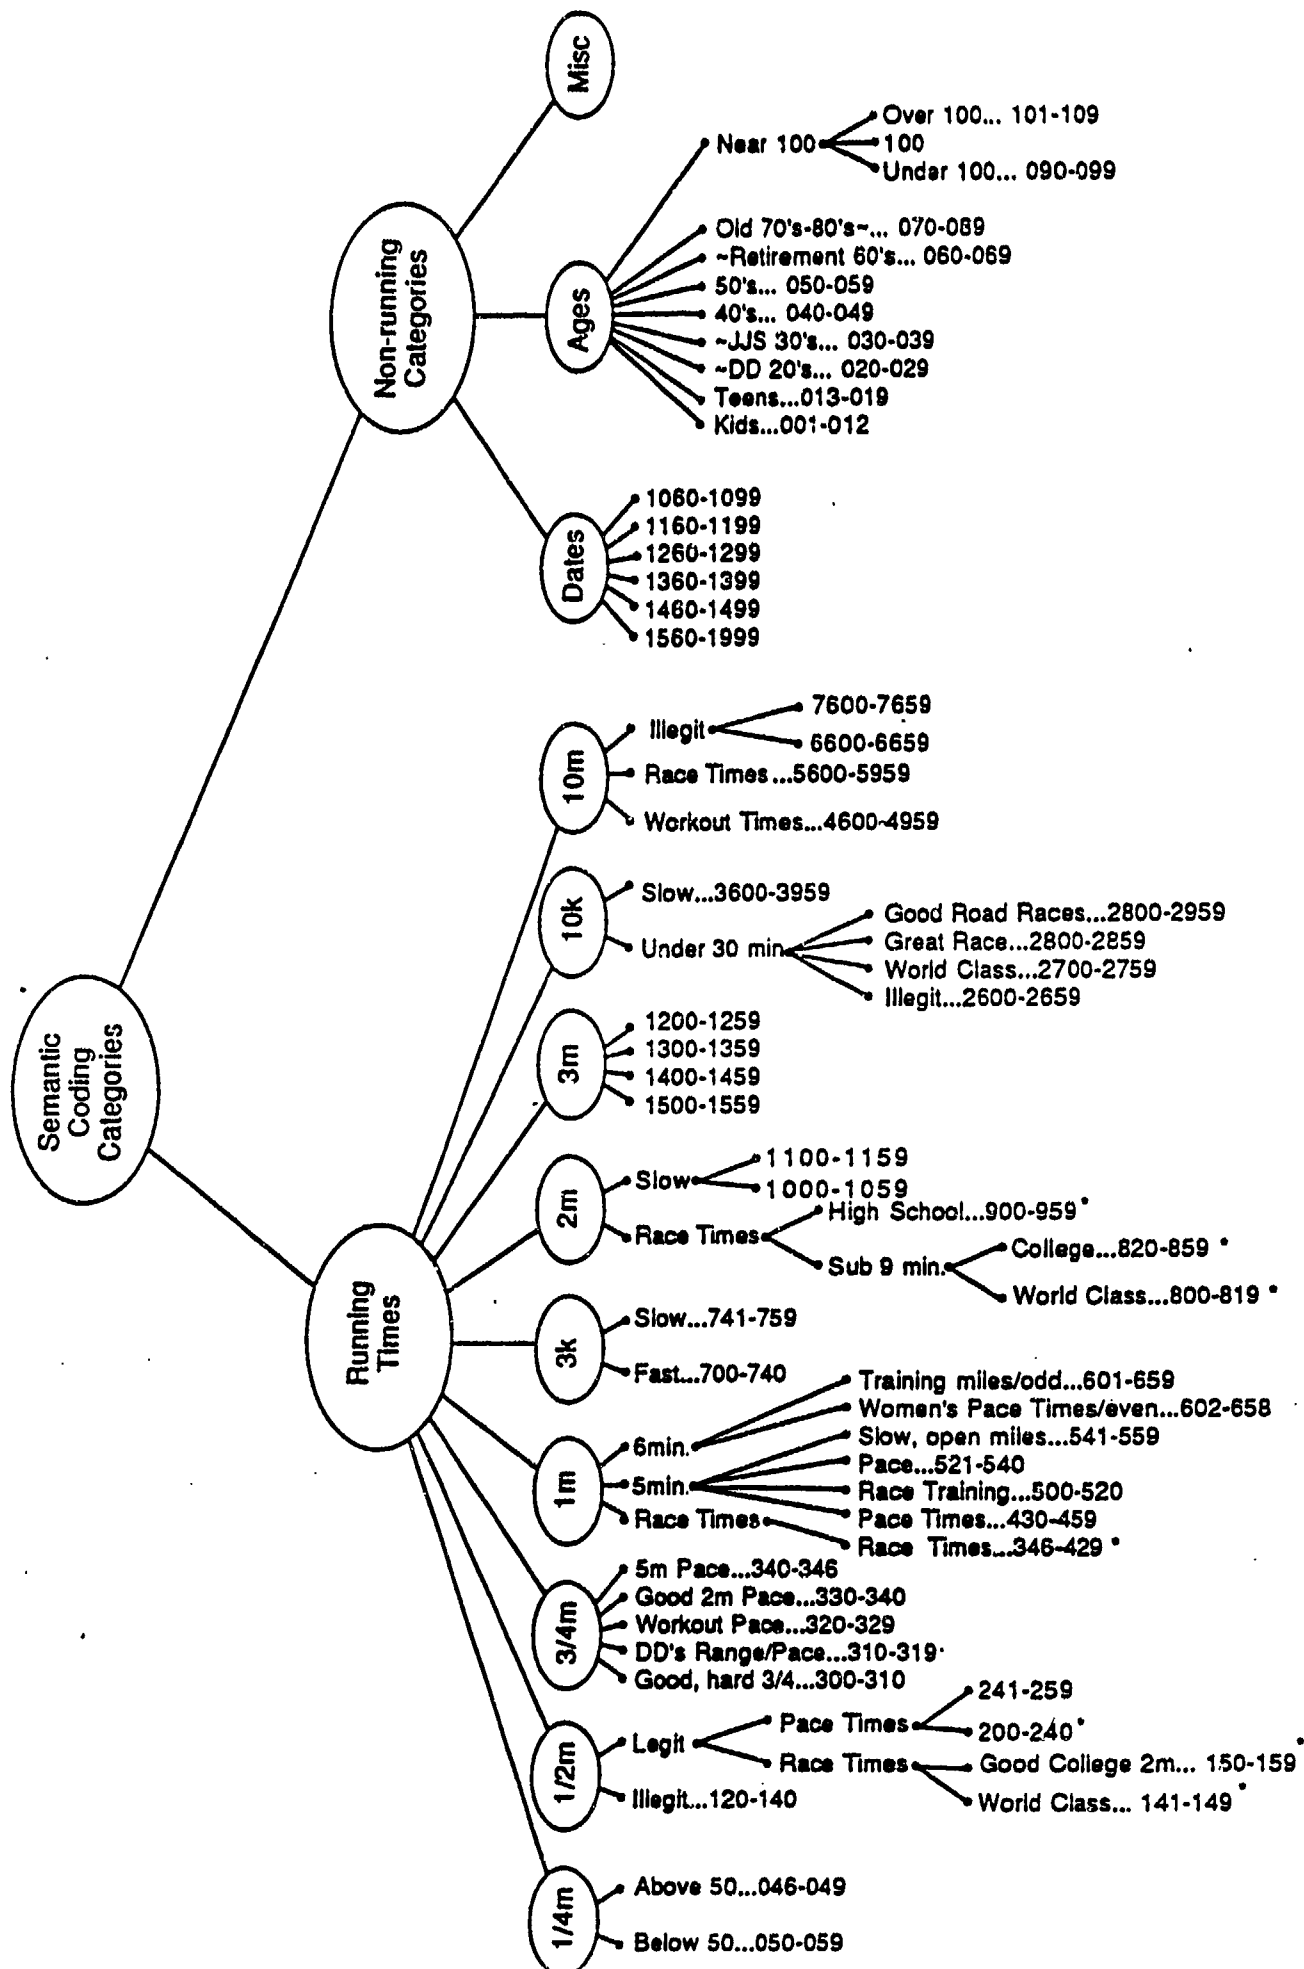 Misc
Over 100... 101-109
Near 100
100
Under 100... 090-099
Non-running
Categories
Ages
Old 70's-80's~... 070-089
~Retirement 60's... 060-069
50's... 050-059
40's... 040-049
~JJS 30's... 030-039
~DD 20's... 020-029
Teens...013-019
Kids...001-012
Dates
1060-1099
1160-1199
1260-1299
1360-1399
1460-1499
1560-1999
10m
Illegit
7600-7659
6600-6659
Race Times...5600-5959
Workout Times...4600-4959
10k
Slow...3600-3959
Under 30 min.
Good Road Races...2800-2959
Great Race...2800-2859
World Class...2700-2759
Illegit...2600-2659
Semantic
Coding
Categories
3m
1200-1259
1300-1359
1400-1459
1500-1559
2m
Slow
1100-1159
1000-1059
Race Times
High School...900-959*
Sub 9 min.
College...820-859 *
World Class...800-819 *
Running
Times
3k
Slow...741-759
Fast...700-740
1m
6min.
Training miles/odd...601-659
Women's Pace Times/even...602-658
5min.
Slow, open miles...541-559
Pace...521-540
Race Training...500-520
Pace Times...430-459
Race Times
Race Times...346-429 *
3/4m
5m Pace...340-346
Good 2m Pace...330-340
Workout Pace...320-329
DD's Range/Pace...310-319*
Good, hard 3/4...300-310
1/2m
Legit
Pace Times
241-259
200-240*
Race Times
Good College 2m... 150-159*
World Class... 141-149*
Illegit...120-140
1/4m
Above 50...046-049
Below 50...050-059